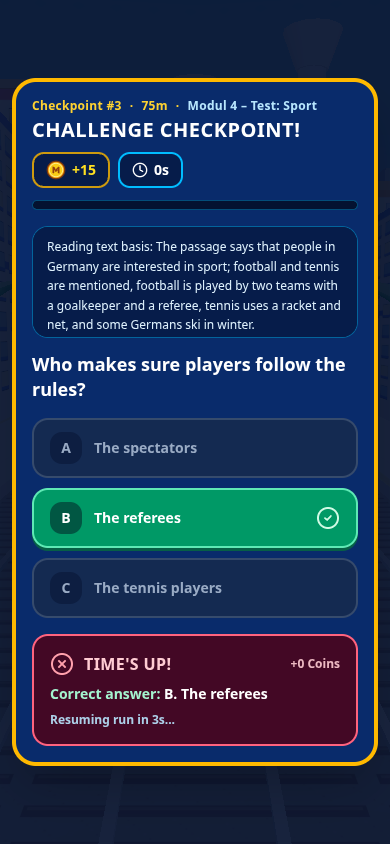 Checkpoint #3 · 75m · Modul 4 – Test: Sport
CHALLENGE CHECKPOINT!
M +15
0s
Reading text basis: The passage says that people in
Germany are interested in sport; football and tennis
are mentioned, football is played by two teams with
a goalkeeper and a referee, tennis uses a racket and
net, and some Germans ski in winter.
Who makes sure players follow the
rules?
A The spectators
B The referees
C The tennis players
TIME'S UP! +0 Coins
Correct answer: B. The referees
Resuming run in 3s...